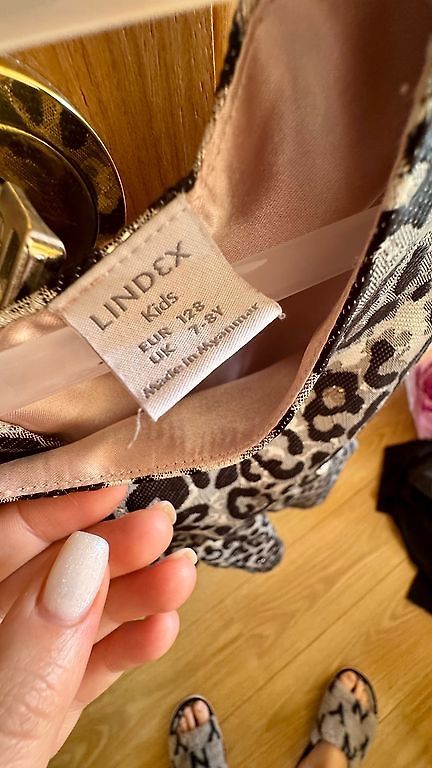 LINDEX
Kids
EUR 128
UK 7-8Y
Made in Myanmar